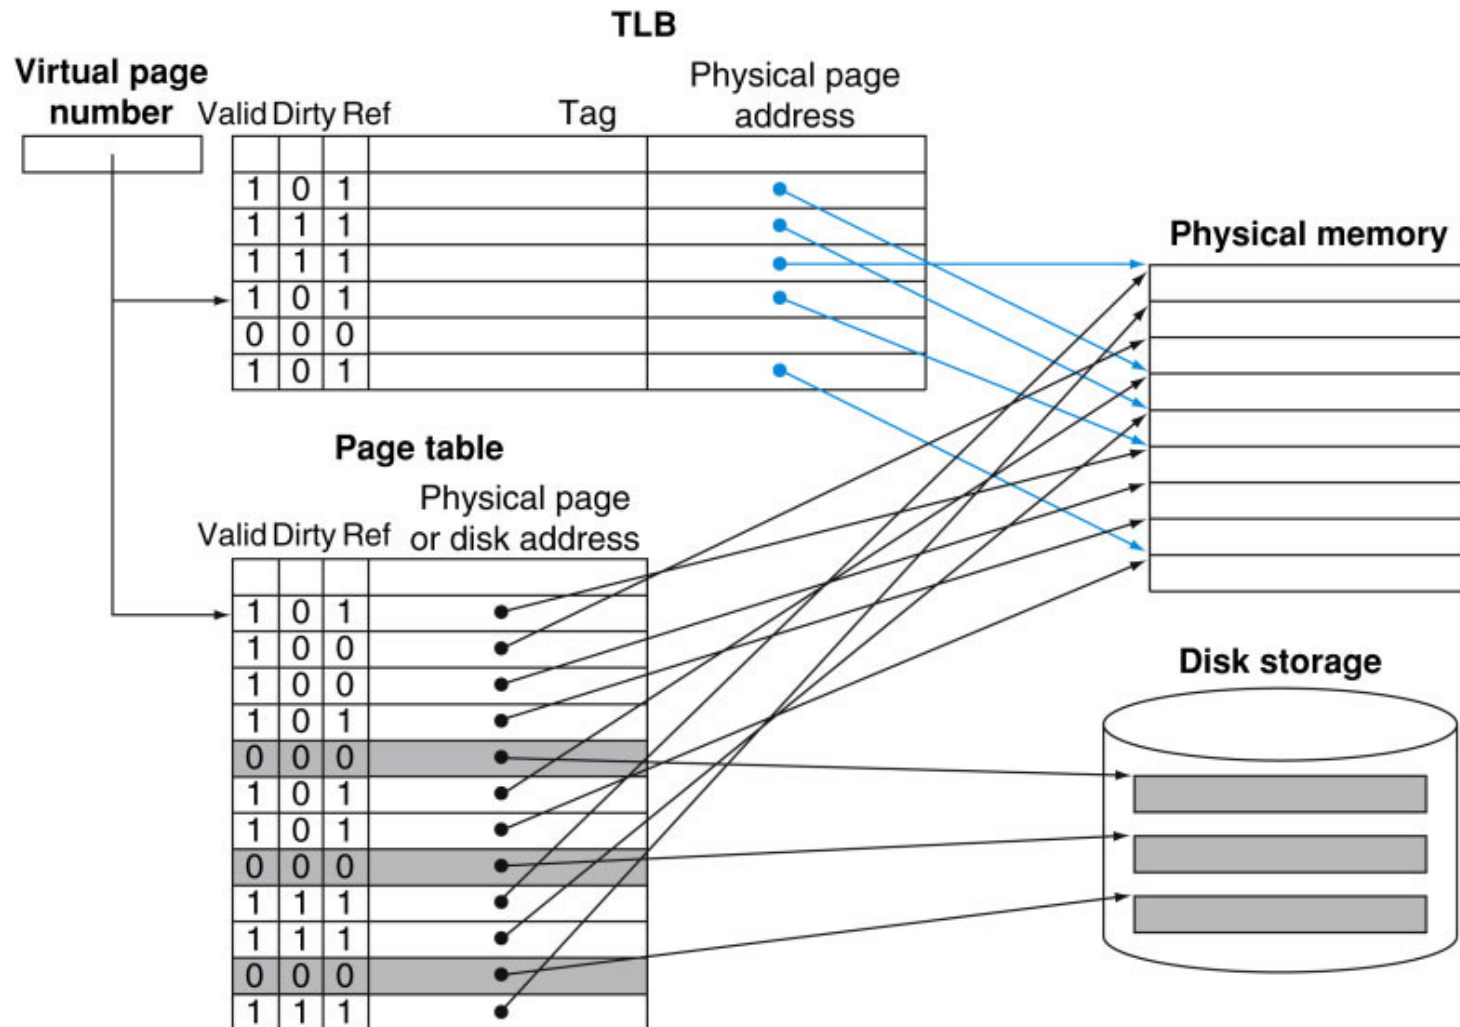 TLB
Virtual page
number
Physical page
address
Valid Dirty Ref
Tag
1 0 1
1 1 1
1 1 1
1 0 1
0 0 0
1 0 1
Physical memory
Page table
Physical page
or disk address
Valid Dirty Ref
1 0 1
1 0 0
1 0 0
1 0 1
0 0 0
1 0 1
1 0 1
0 0 0
1 1 1
1 1 1
0 0 0
1 1 1
Disk storage